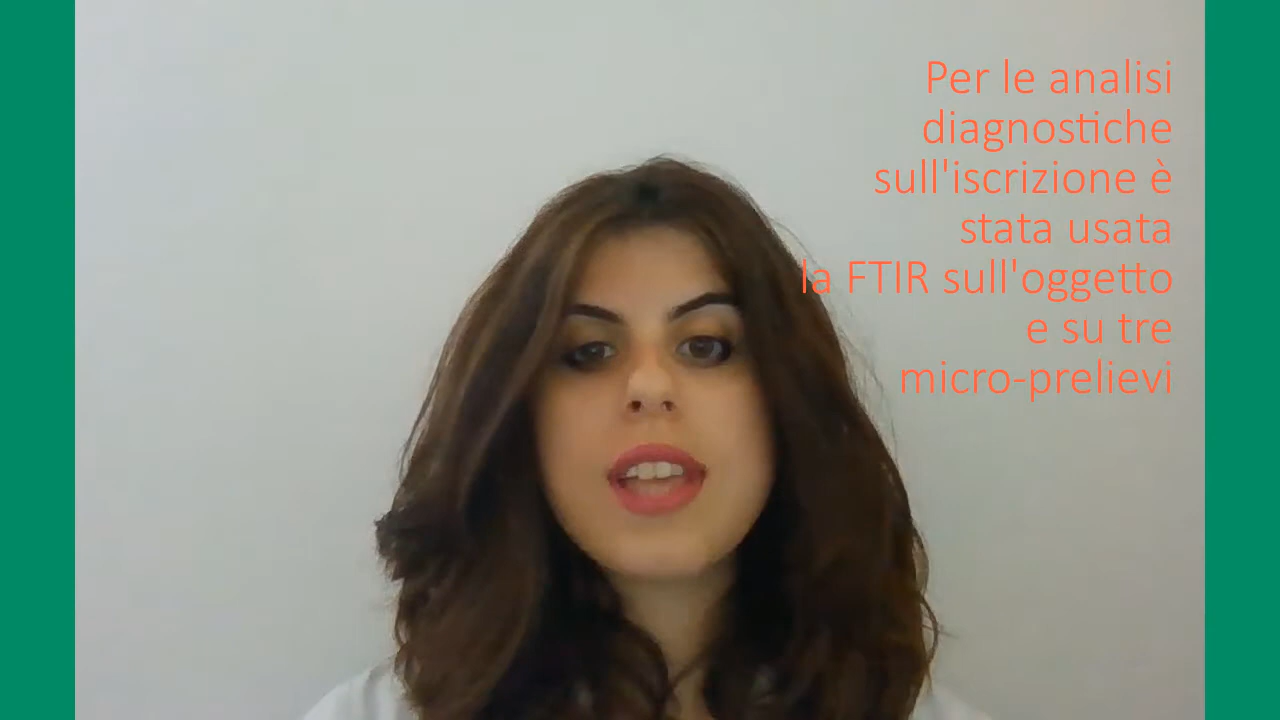 Per le analisi
diagnostiche
sull'iscrizione è
stata usata
la FTIR sull'oggetto
e su tre
micro-prelievi